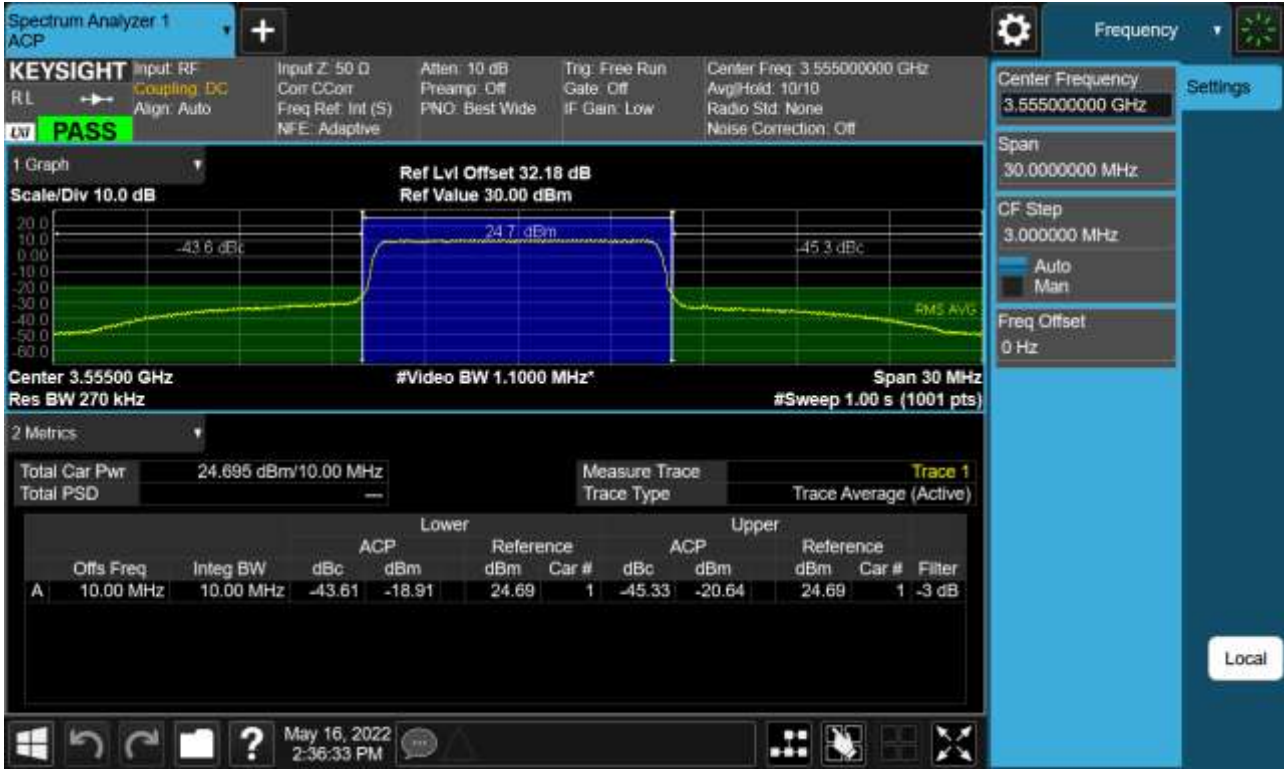 Spectrum Analyzer 1
ACP
Frequency
KEYSIGHT
RL
LXI
PASS
Input: RF
Coupling: DC
Align: Auto
Input Z: 50 Ω
Corr CCorr
Freq Ref: Int (S)
NFE: Adaptive
Atten: 10 dB
Preamp: Off
PNO: Best Wide
Trig: Free Run
Gate: Off
IF Gain: Low
Center Freq: 3.555000000 GHz
Avg|Hold: 10/10
Radio Std: None
Noise Correction: Off
Center Frequency
3.555000000 GHz
Settings
Span
30.0000000 MHz
CF Step
3.000000 MHz
Auto
Man
Freq Offset
0 Hz
1 Graph
Scale/Div 10.0 dB
Ref Lvl Offset 32.18 dB
Ref Value 30.00 dBm
20.0
10.0
0.00
-10.0
-20.0
-30.0
-40.0
-50.0
-60.0
-43.6 dBc
24.7 dBm
-45.3 dBc
RMS AVG
Center 3.55500 GHz
#Video BW 1.1000 MHz*
Span 30 MHz
Res BW 270 kHz
#Sweep 1.00 s (1001 pts)
2 Metrics
Total Car Pwr 24.695 dBm/10.00 MHz
Total PSD ---
Measure Trace Trace 1
Trace Type Trace Average (Active)
Lower Upper
ACP Reference ACP Reference
Offs Freq Integ BW dBc dBm dBm Car # dBc dBm dBm Car # Filter
A 10.00 MHz 10.00 MHz -43.61 -18.91 24.69 1 -45.33 -20.64 24.69 1 -3 dB
Local
May 16, 2022
2:36:33 PM